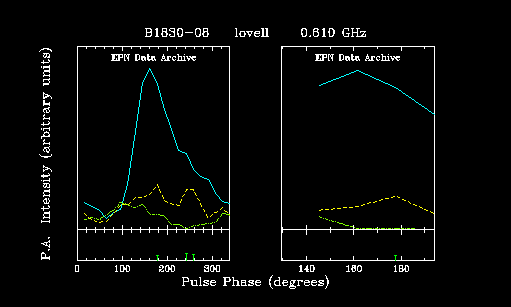 B1830-08 lovell 0.610 GHz
EPN Data Archive EPN Data Archive
P.A. Intensity (arbitrary units)
0 100 200 300 140 160 180
Pulse Phase (degrees)